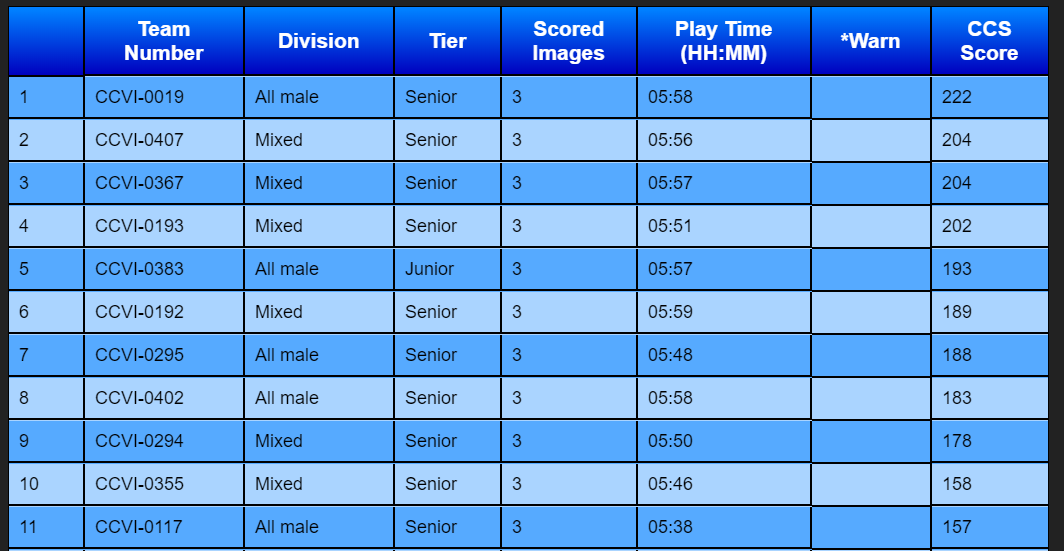 Team Number Division Tier Scored Images Play Time (HH:MM) *Warn CCS Score
1 CCVI-0019 All male Senior 3 05:58 222
2 CCVI-0407 Mixed Senior 3 05:56 204
3 CCVI-0367 Mixed Senior 3 05:57 204
4 CCVI-0193 Mixed Senior 3 05:51 202
5 CCVI-0383 All male Junior 3 05:57 193
6 CCVI-0192 Mixed Senior 3 05:59 189
7 CCVI-0295 All male Senior 3 05:48 188
8 CCVI-0402 All male Senior 3 05:58 183
9 CCVI-0294 Mixed Senior 3 05:50 178
10 CCVI-0355 Mixed Senior 3 05:46 158
11 CCVI-0117 All male Senior 3 05:38 157